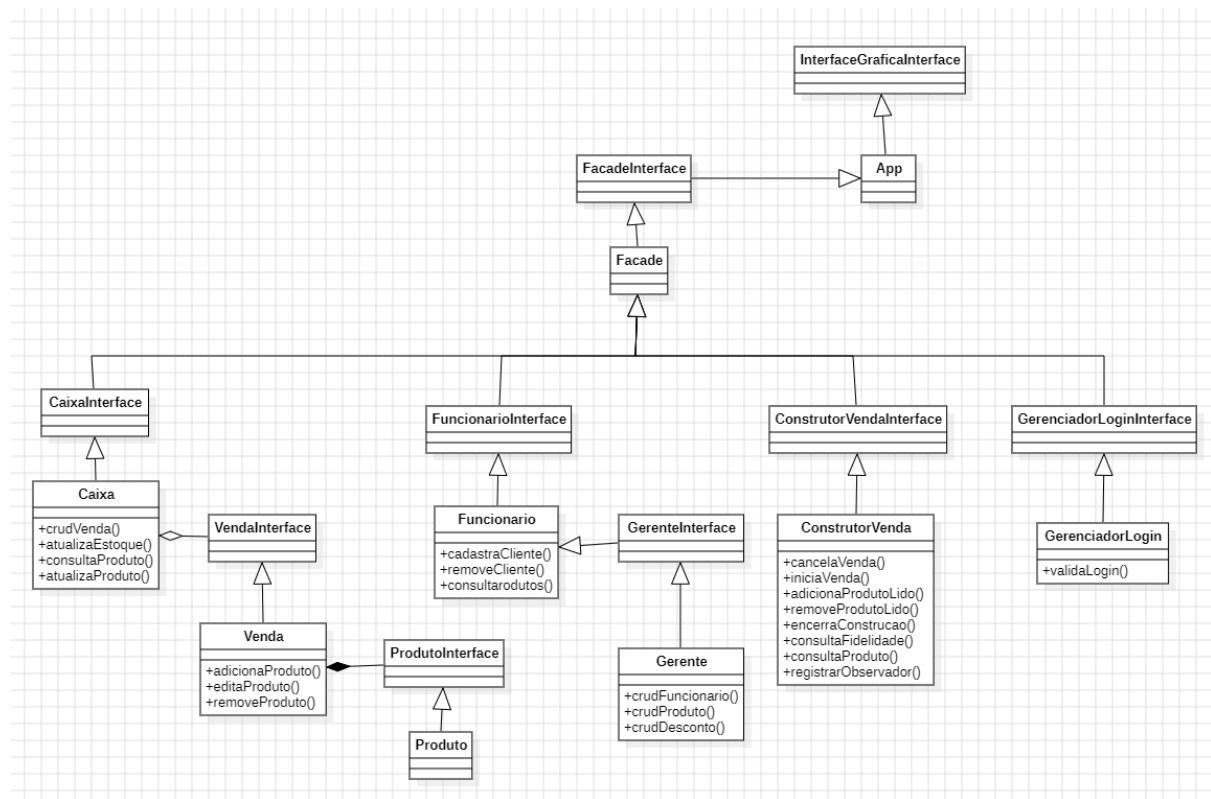 InterfaceGraficaInterface
FacadeInterface
App
Facade
CaixaInterface
FuncionarioInterface
ConstrutorVendaInterface
GerenciadorLoginInterface
Caixa
+crudVenda()
+atualizaEstoque()
+consultaProduto()
+atualizaProduto()
VendaInterface
Funcionario
+cadastraCliente()
+removeCliente()
+consultarodutos()
GerenteInterface
ConstrutorVenda
+cancelaVenda()
+iniciaVenda()
+adicionaProdutoLido()
+removeProdutoLido()
+encerraConstrucao()
+consultaFidelidade()
+consultaProduto()
+registrarObservador()
GerenciadorLogin
+validaLogin()
Venda
+adicionaProduto()
+editaProduto()
+removeProduto()
ProdutoInterface
Gerente
+crudFuncionario()
+crudProduto()
+crudDesconto()
Produto